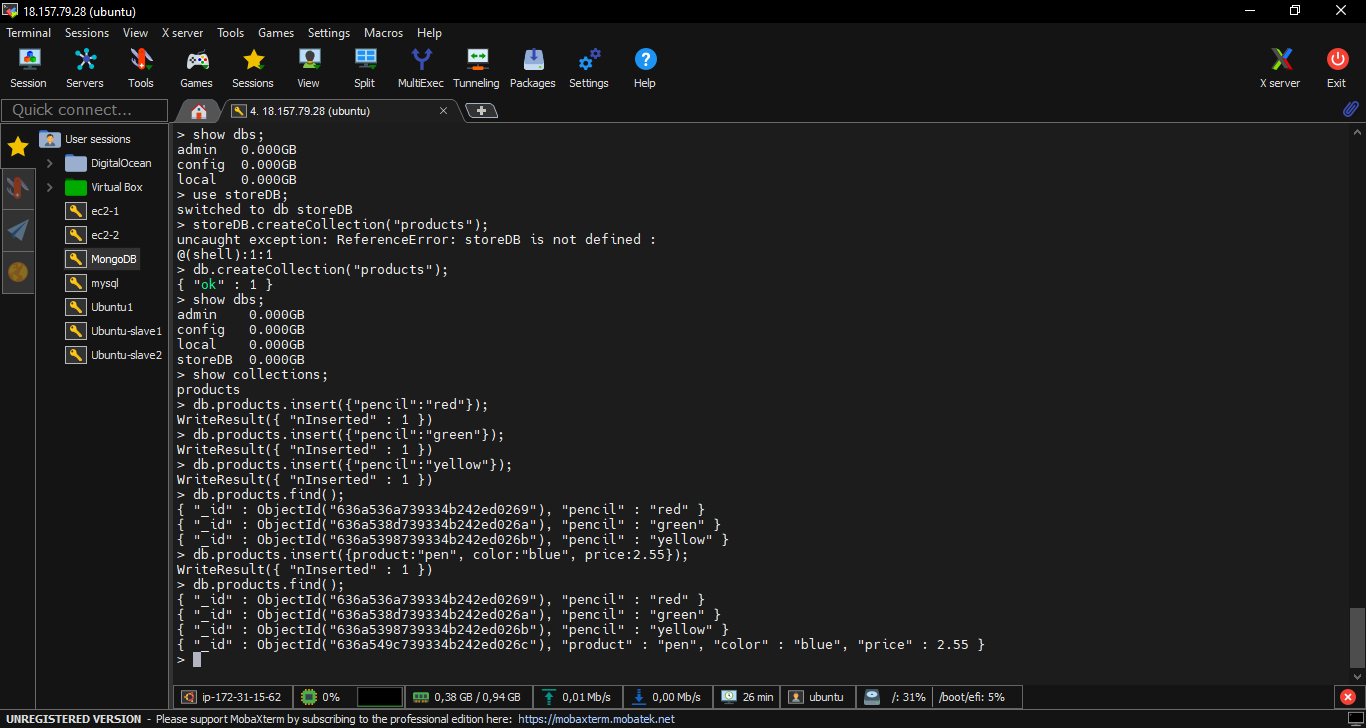 18.157.79.28 (ubuntu)
Terminal Sessions View X server Tools Games Settings Macros Help
Session Servers Tools Games Sessions View Split MultiExec Tunneling Packages Settings Help X server Exit
Quick connect...
4. 18.157.79.28 (ubuntu)
User sessions
DigitalOcean
Virtual Box
ec2-1
ec2-2
MongoDB
mysql
Ubuntu1
Ubuntu-slave1
Ubuntu-slave2
> show dbs;
admin   0.000GB
config  0.000GB
local   0.000GB
> use storeDB;
switched to db storeDB
> storeDB.createCollection("products");
uncaught exception: ReferenceError: storeDB is not defined :
@(shell):1:1
> db.createCollection("products");
{ "ok" : 1 }
> show dbs;
admin    0.000GB
config   0.000GB
local    0.000GB
storeDB  0.000GB
> show collections;
products
> db.products.insert({"pencil":"red"});
WriteResult({ "nInserted" : 1 })
> db.products.insert({"pencil":"green"});
WriteResult({ "nInserted" : 1 })
> db.products.insert({"pencil":"yellow"});
WriteResult({ "nInserted" : 1 })
> db.products.find();
{ "_id" : ObjectId("636a536a739334b242ed0269"), "pencil" : "red" }
{ "_id" : ObjectId("636a538d739334b242ed026a"), "pencil" : "green" }
{ "_id" : ObjectId("636a5398739334b242ed026b"), "pencil" : "yellow" }
> db.products.insert({product:"pen", color:"blue", price:2.55});
WriteResult({ "nInserted" : 1 })
> db.products.find();
{ "_id" : ObjectId("636a536a739334b242ed0269"), "pencil" : "red" }
{ "_id" : ObjectId("636a538d739334b242ed026a"), "pencil" : "green" }
{ "_id" : ObjectId("636a5398739334b242ed026b"), "pencil" : "yellow" }
{ "_id" : ObjectId("636a549c739334b242ed026c"), "product" : "pen", "color" : "blue", "price" : 2.55 }
>
ip-172-31-15-62 0% 0,38 GB / 0,94 GB 0,01 Mb/s 0,00 Mb/s 26 min ubuntu /: 31% /boot/efi: 5%
UNREGISTERED VERSION - Please support MobaXterm by subscribing to the professional edition here: https://mobaxterm.mobatek.net